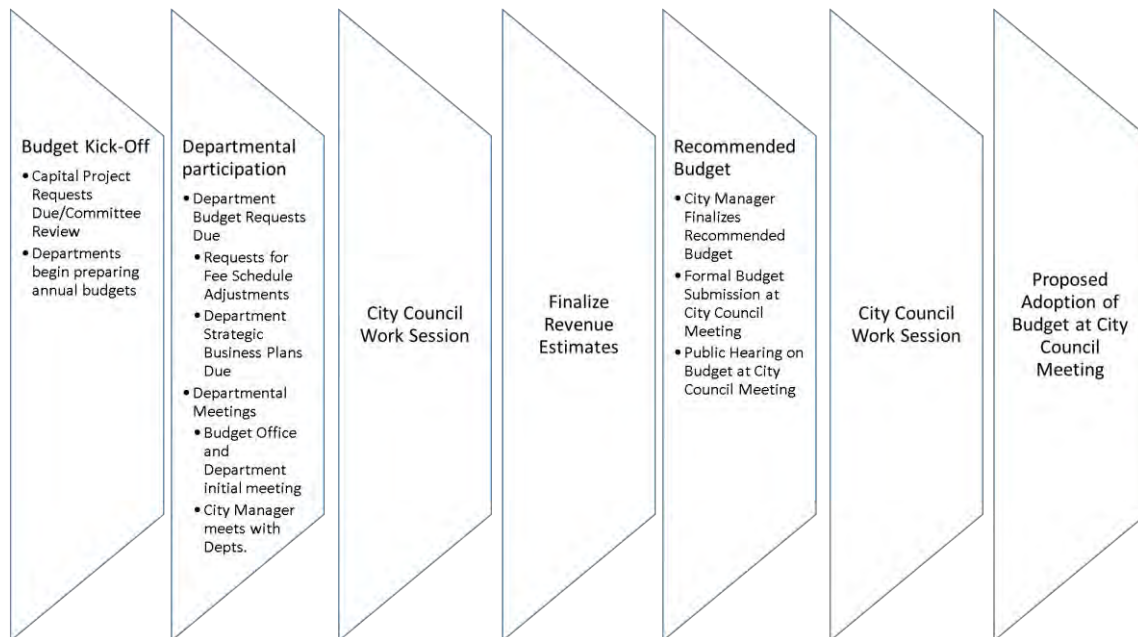 Budget Kick-Off
• Capital Project
Requests
Due/Committee
Review
• Departments
begin preparing
annual budgets
Departmental
participation
• Department
Budget Requests
Due
• Requests for
Fee Schedule
Adjustments
• Department
Strategic
Business Plans
Due
• Departmental
Meetings
• Budget Office
and
Department
initial meeting
• City Manager
meets with
Depts.
City Council
Work Session
Finalize
Revenue
Estimates
Recommended
Budget
• City Manager
Finalizes
Recommended
Budget
• Formal Budget
Submission at
City Council
Meeting
• Public Hearing on
Budget at City
Council Meeting
City Council
Work Session
Proposed
Adoption of
Budget at City
Council
Meeting